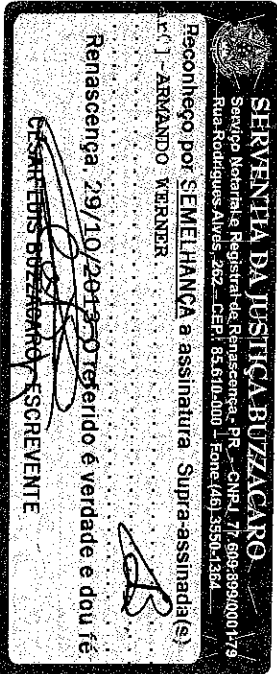 SERVENTIA DA JUSTIÇA BUZZACARO
Serviço Notarial e Registral de Renascença, PR - CNPJ 77.609.899/0001-79
Rua Rodrigues Alves, 262 - CEP: 85.610-000 - Fone (46) 3550-1364
Reconheço por SEMELHANÇA a assinatura Supra-assinada(s)
[ ]-ARMANDO WERNER
Renascença, 29/10/2013 O referido é verdade e dou fé
CESAR LUIS BUZZACARO-ESCREVENTE